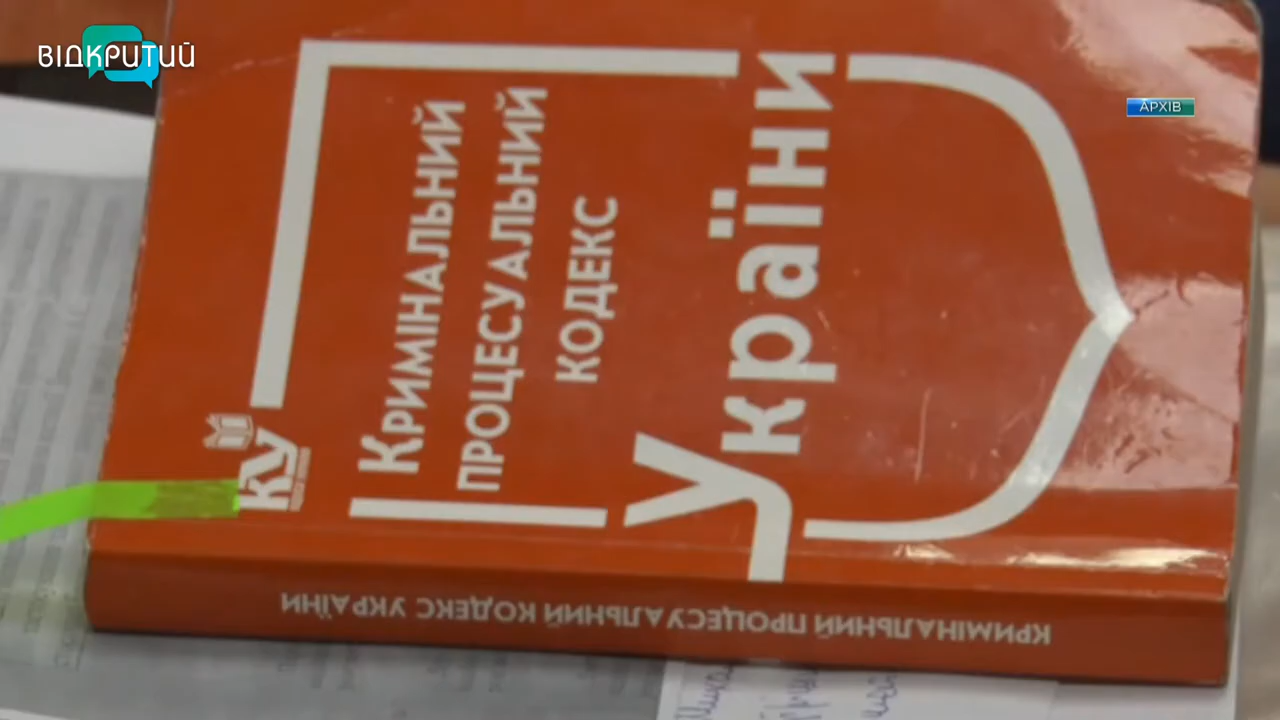 ВІДКРИТИЙ
АРХІВ
КРИМІНАЛЬНИЙ
ПРОЦЕСУАЛЬНИЙ
КОДЕКС
України
КУ
КРИМІНАЛЬНИЙ ПРОЦЕСУАЛЬНИЙ КОДЕКС УКРАЇНИ